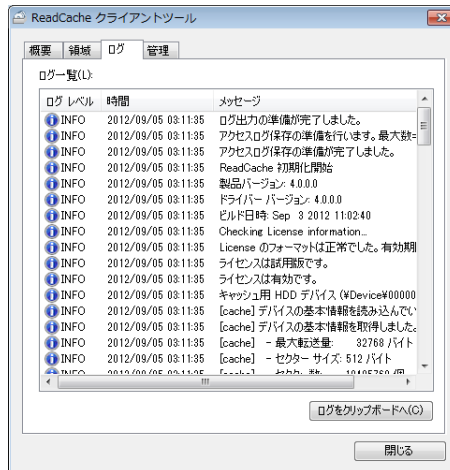 ReadCache クライアントツール
概要 領域 ログ 管理
ログ一覧(L):
ログ レベル 時間 メッセージ
INFO 2012/09/05 03:11:35 ログ出力の準備が完了しました。
INFO 2012/09/05 03:11:35 アクセスログ保存の準備を行います。最大数=
INFO 2012/09/05 03:11:35 アクセスログ保存の準備が完了しました。
INFO 2012/09/05 03:11:35 ReadCache 初期化開始
INFO 2012/09/05 03:11:35 製品バージョン: 4.0.0.0
INFO 2012/09/05 03:11:35 ドライバー バージョン: 4.0.0.0
INFO 2012/09/05 03:11:35 ビルド日時: Sep 3 2012 11:02:40
INFO 2012/09/05 03:11:35 Checking License information...
INFO 2012/09/05 03:11:35 License のフォーマットは正常でした。有効期
INFO 2012/09/05 03:11:35 ライセンスは試用版です。
INFO 2012/09/05 03:11:35 ライセンスは有効です。
INFO 2012/09/05 03:11:35 キャッシュ用 HDD デバイス (¥Device¥00000
INFO 2012/09/05 03:11:35 [cache] デバイスの基本情報を読み込んでい
INFO 2012/09/05 03:11:35 [cache] デバイスの基本情報を取得しました。
INFO 2012/09/05 03:11:35 [cache] - 最大転送量: 32768 バイト
INFO 2012/09/05 03:11:35 [cache] - セクター サイズ: 512 バイト
INFO 2012/09/05 03:11:35 [cache] - セクター 数:
ログをクリップボードへ(C)
閉じる